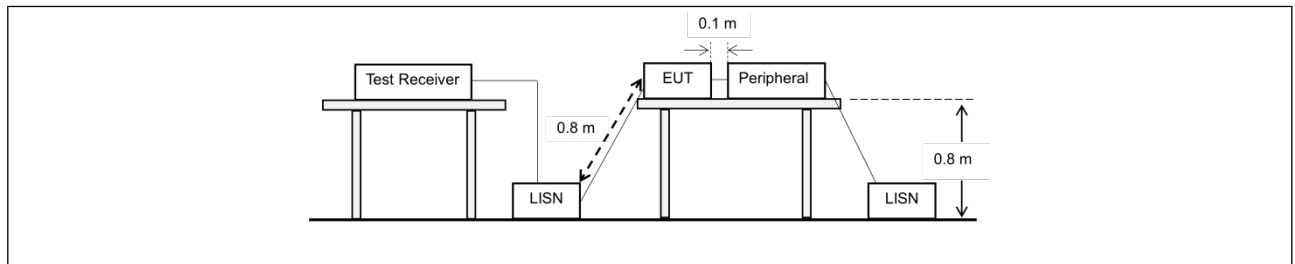 0.1 m
Test Receiver
EUT
Peripheral
0.8 m
0.8 m
LISN
LISN